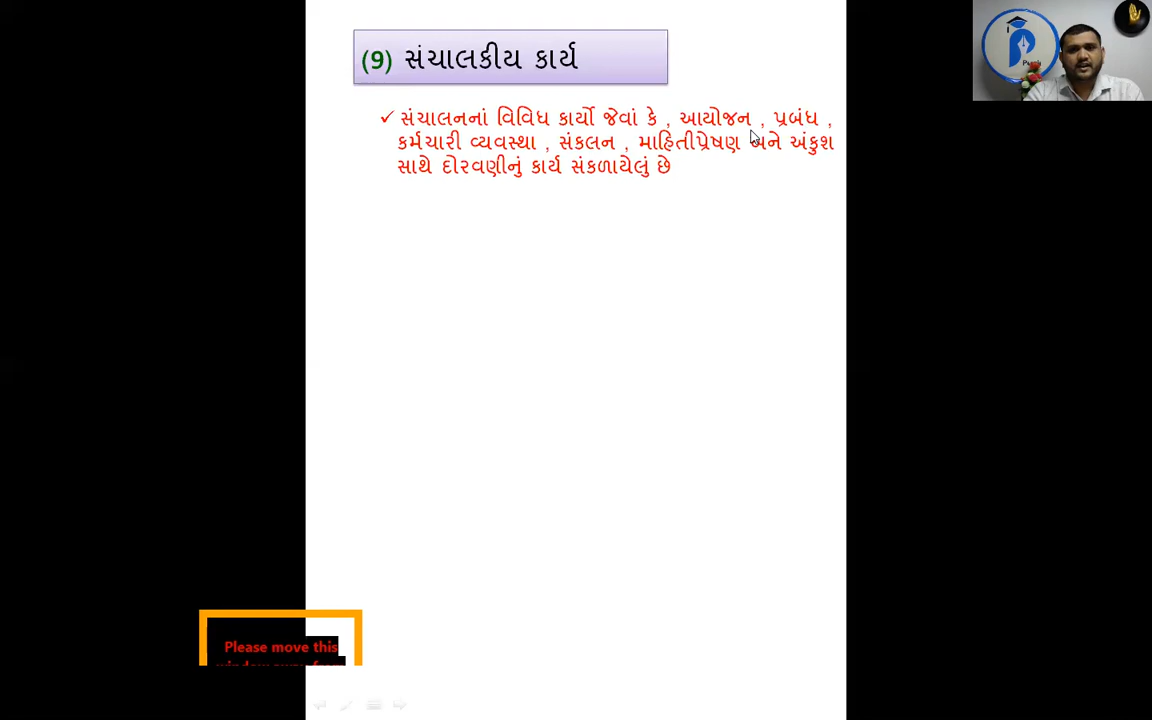 (9) સંચાલકીય કાર્ય
✓ સંચાલનનાં વિવિધ કાર્યો જેવાં કે , આયોજન , પ્રબંધ ,
કર્મચારી વ્યવસ્થા , સંકલન , માહિતીપ્રેષણ અને અંકુશ
સાથે દોરવણીનું કાર્ય સંકળાયેલું છે
Please move this